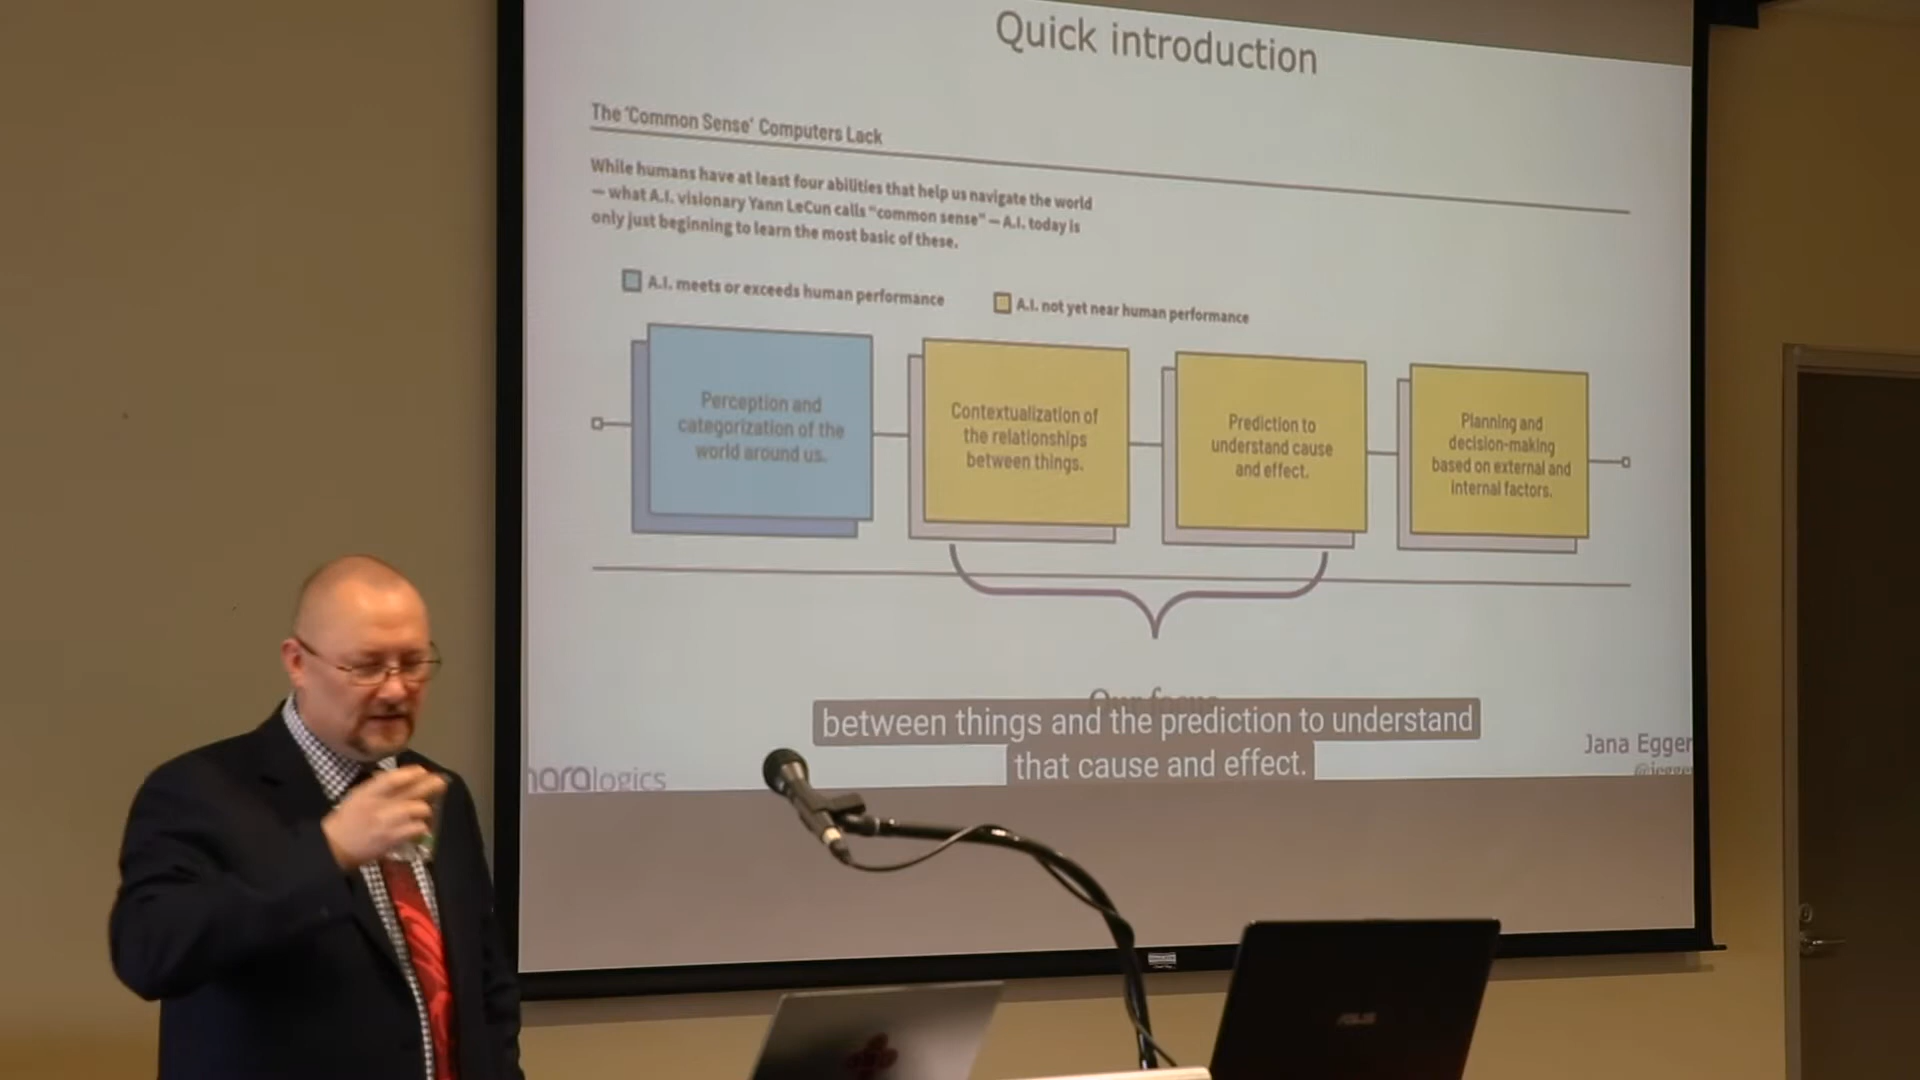 Quick introduction
The 'Common Sense' Computers Lack
While humans have at least four abilities that help us navigate the world
— what A.I. visionary Yann LeCun calls "common sense" — A.I. today is
only just beginning to learn the most basic of these.
A.I. meets or exceeds human performance
A.I. not yet near human performance
Perception and
categorization of the
world around us.
Contextualization of
the relationships
between things.
Prediction to
understand cause
and effect.
Planning and
decision-making
based on external and
internal factors.
Our focus
between things and the prediction to understand
that cause and effect.
naralogics
Jana Egger
ASUS